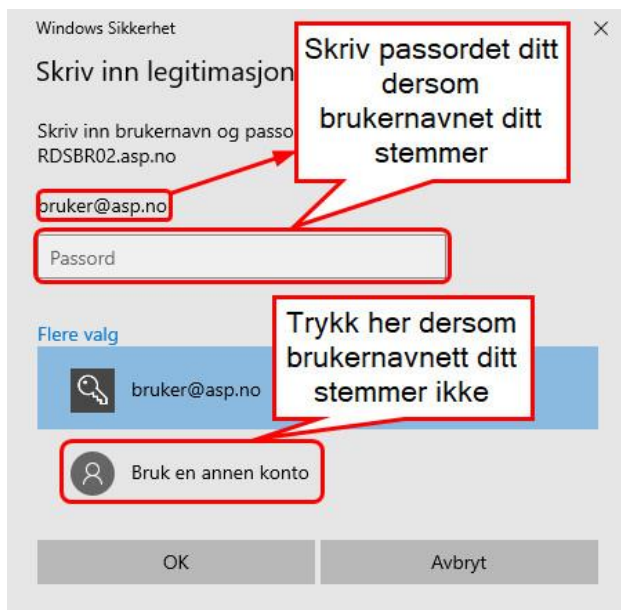 Windows Sikkerhet
Skriv inn legitimasjon
Skriv passordet ditt
dersom
brukernavnet ditt
stemmer
Skriv inn brukernavn og
RDSBR02.asp.no
bruker@asp.no
Passord
Flere valg
Trykk her dersom
brukernavnett ditt
stemmer ikke
bruker@asp.no
Bruk en annen konto
OK
Avbryt